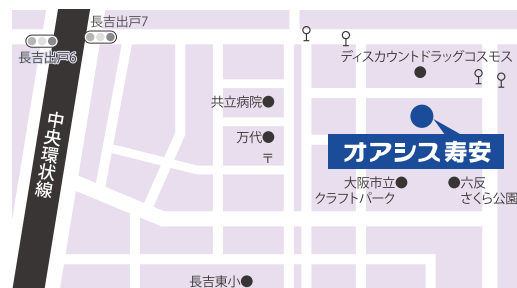 長吉出戸7
長吉出戸6
ディスカウントドラッグコスモス
共立病院
万代
〒
中央環状線
オアシス寿安
大阪市立
クラフトパーク
六反
さくら公園
長吉東小